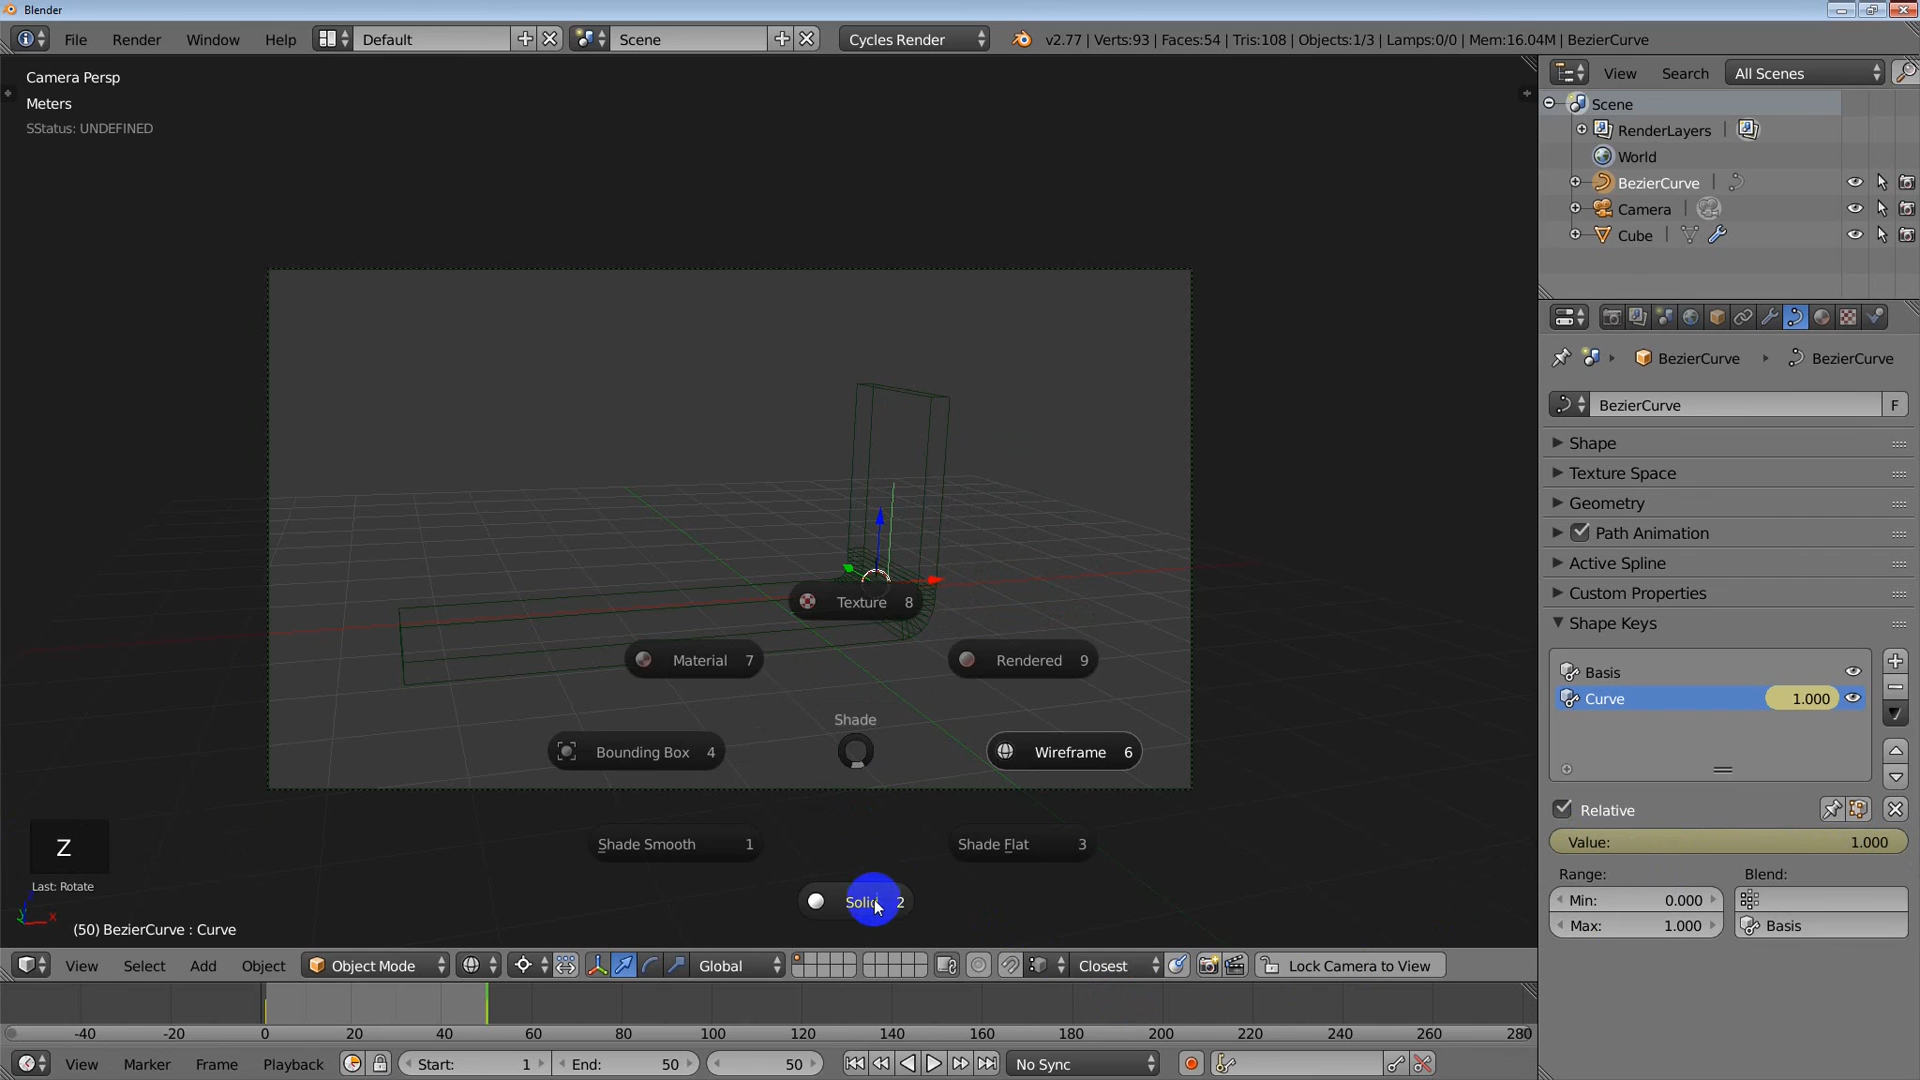 Blender
File Render Window Help Default Scene Cycles Render v2.77 | Verts:93 | Faces:54 | Tris:108 | Objects:1/3 | Lamps:0/0 | Mem:16.04M | BezierCurve
Camera Persp
Meters
SStatus: UNDEFINED
View Search All Scenes
Scene
RenderLayers
World
BezierCurve
Camera
Cube
BezierCurve BezierCurve
BezierCurve F
Shape
Texture Space
Geometry
Path Animation
Active Spline
Custom Properties
Shape Keys
Basis
Curve 1.000
Relative
Value: 1.000
Range: Blend:
Min: 0.000
Max: 1.000 Basis
Texture 8
Material 7
Rendered 9
Shade
Bounding Box 4
Wireframe 6
Shade Smooth 1
Shade Flat 3
Solid 2
Z
Last: Rotate
(50) BezierCurve : Curve
View Select Add Object Object Mode Global Closest Lock Camera to View
-40 -20 0 20 40 60 80 100 120 140 160 180 200 220 240 260 280
View Marker Frame Playback Start: 1 End: 50 50 No Sync